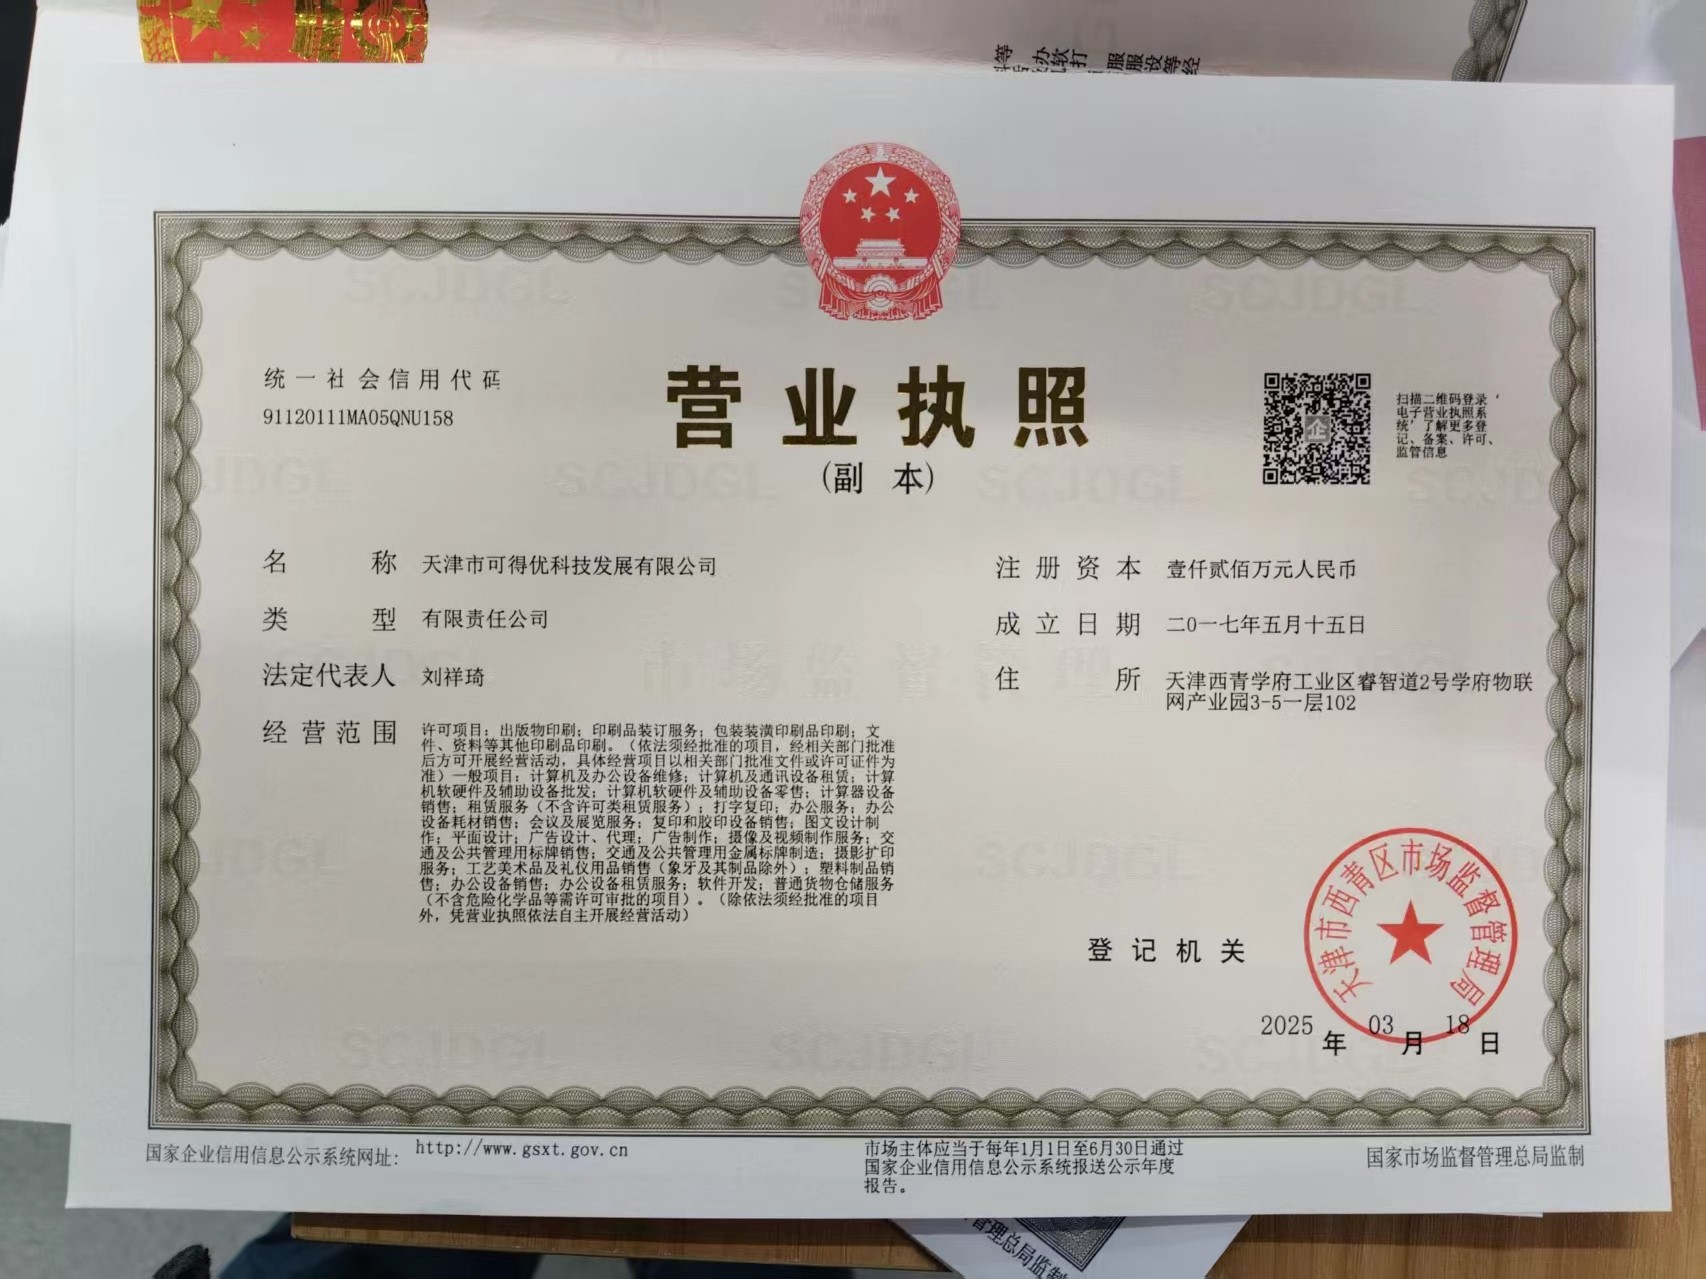 统一社会信用代码
91120111MA05QNU158
营业执照
(副 本)
企
扫描二维码登录‘
电子营业执照系
统’了解更多登
记、备案、许可、
监管信息
名 称 天津市可得优科技发展有限公司
类 型 有限责任公司
法定代表人 刘祥琦
经营范围 许可项目；出版物印刷；印刷品装订服务；包装装潢印刷品印刷；文
件、资料等其他印刷品印刷。（依法须经批准的项目，经相关部门批准
后方可开展经营活动，具体经营项目以相关部门批准文件或许可证件为
准）一般项目：计算机及办公设备维修；计算机及通讯设备租赁；计算
机软硬件及辅助设备批发；计算机软硬件及辅助设备零售；计算器设备
销售；租赁服务（不含许可类租赁服务）；打字复印；办公服务；办公
设备耗材销售；会议及展览服务；复印和胶印设备销售；图文设计制
作；平面设计；广告设计、代理；广告制作；摄像及视频制作服务；交
通及公共管理用标牌销售；交通及公共管理用金属标牌制造；摄影扩印
服务；工艺美术品及礼仪用品销售（象牙及其制品除外）；塑料制品销
售；办公设备销售；办公设备租赁服务；软件开发；普通货物仓储服务
（不含危险化学品等需许可审批的项目）。（除依法须经批准的项目
外，凭营业执照依法自主开展经营活动）
注册资本 壹仟贰佰万元人民币
成立日期 二〇一七年五月十五日
住 所 天津西青学府工业区睿智道2号学府物联
网产业园3-5一层102
登记机关
天津市西青区市场监督管理局
2025 年 03 月 18 日
国家企业信用信息公示系统网址: http://www.gsxt.gov.cn
市场主体应当于每年1月1日至6月30日通过
国家企业信用信息公示系统报送公示年度
报告。
国家市场监督管理总局监制
SCJDGL
市场监督管理
管理总局监制